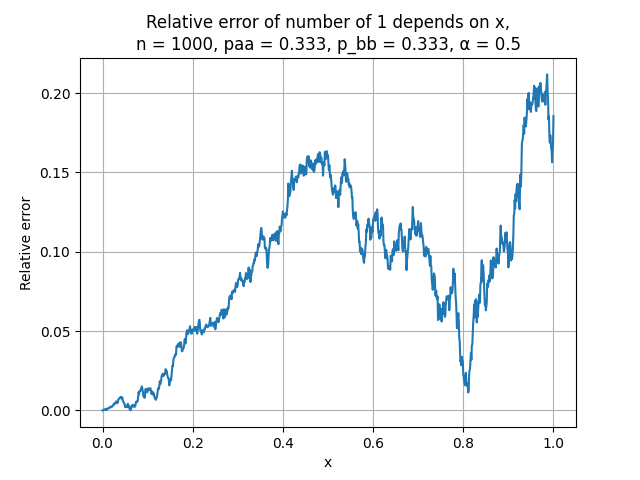 Relative error of number of 1 depends on x,
n = 1000, paa = 0.333, p_bb = 0.333, α = 0.5
0.20
0.15
0.10
0.05
0.00
Relative error
0.0 0.2 0.4 0.6 0.8 1.0
x